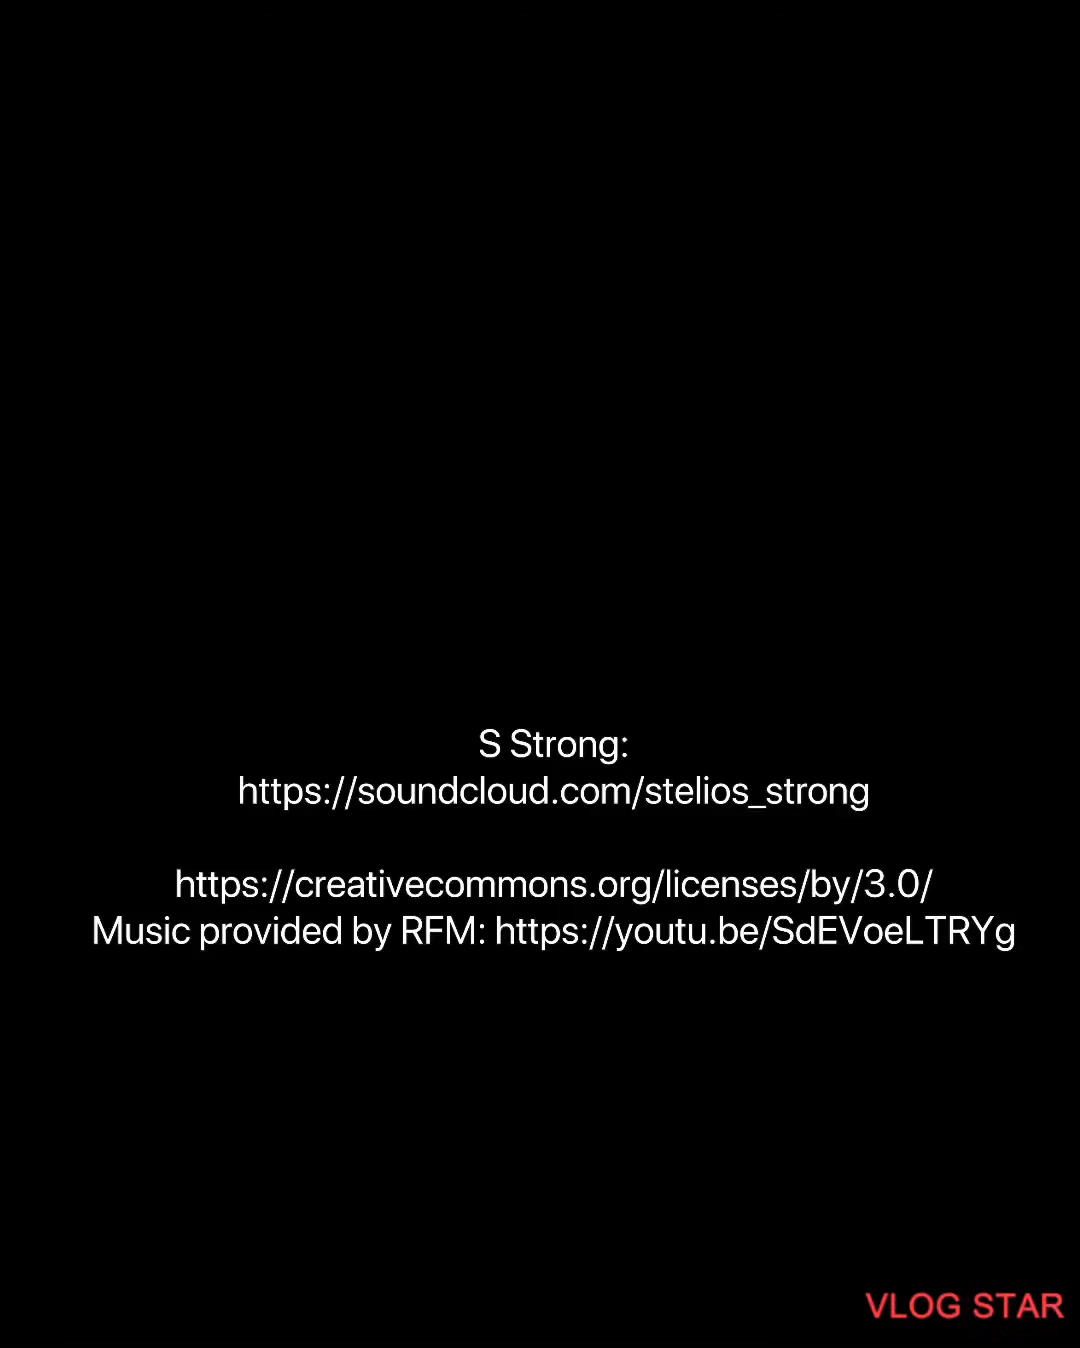 S Strong:
https://soundcloud.com/stelios_strong
https://creativecommons.org/licenses/by/3.0/
Music provided by RFM: https://youtu.be/SdEVoeLTRYg
VLOG STAR